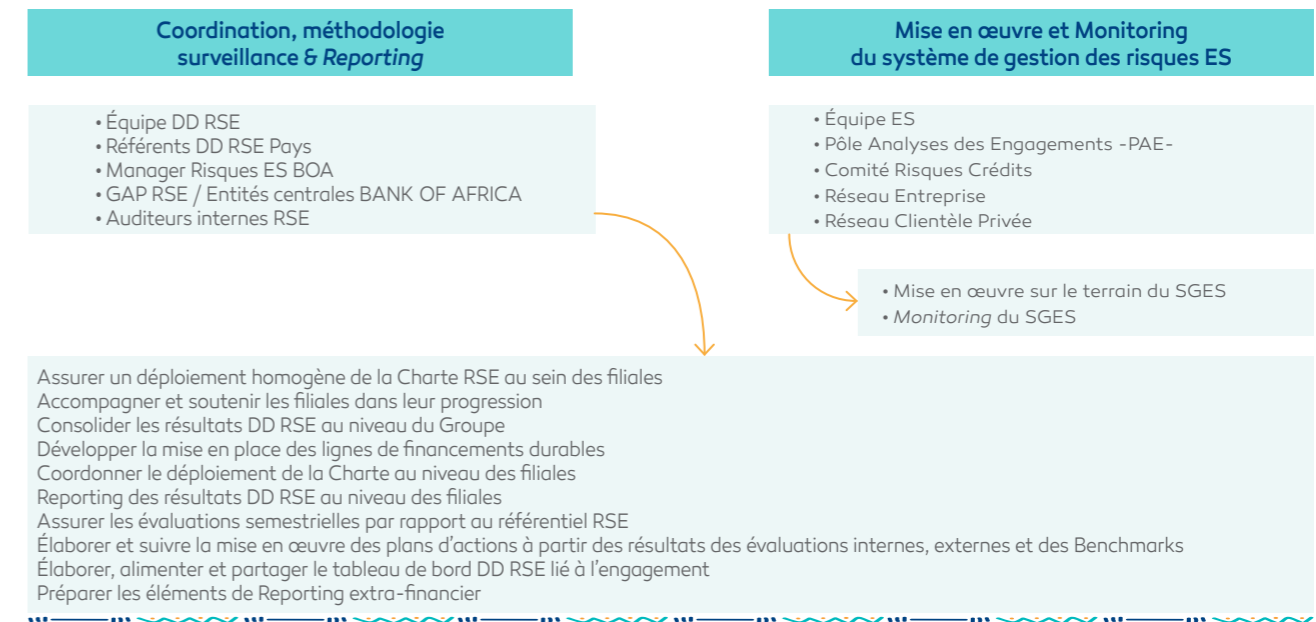 Coordination, méthodologie
surveillance & Reporting
• Équipe DD RSE
• Référents DD RSE Pays
• Manager Risques ES BOA
• GAP RSE / Entités centrales BANK OF AFRICA
• Auditeurs internes RSE
Mise en œuvre et Monitoring
du système de gestion des risques ES
• Équipe ES
• Pôle Analyses des Engagements -PAE-
• Comité Risques Crédits
• Réseau Entreprise
• Réseau Clientèle Privée
• Mise en œuvre sur le terrain du SGES
• Monitoring du SGES
Assurer un déploiement homogène de la Charte RSE au sein des filiales
Accompagner et soutenir les filiales dans leur progression
Consolider les résultats DD RSE au niveau du Groupe
Développer la mise en place des lignes de financements durables
Coordonner le déploiement de la Charte au niveau des filiales
Reporting des résultats DD RSE au niveau des filiales
Assurer les évaluations semestrielles par rapport au référentiel RSE
Élaborer et suivre la mise en œuvre des plans d’actions à partir des résultats des évaluations internes, externes et des Benchmarks
Élaborer, alimenter et partager le tableau de bord DD RSE lié à l’engagement
Préparer les éléments de Reporting extra-financier